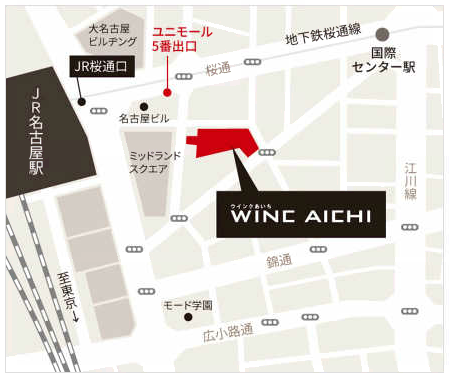 大名古屋
ビルヂング
ユニモール
5番出口
地下鉄桜通線
JR桜通口
桜通
国際
センター駅
JR名古屋駅
名古屋ビル
ミッドランド
スクエア
江川線
ウインクあいち
WINC AICHI
錦通
至東京→
モード学園
広小路通